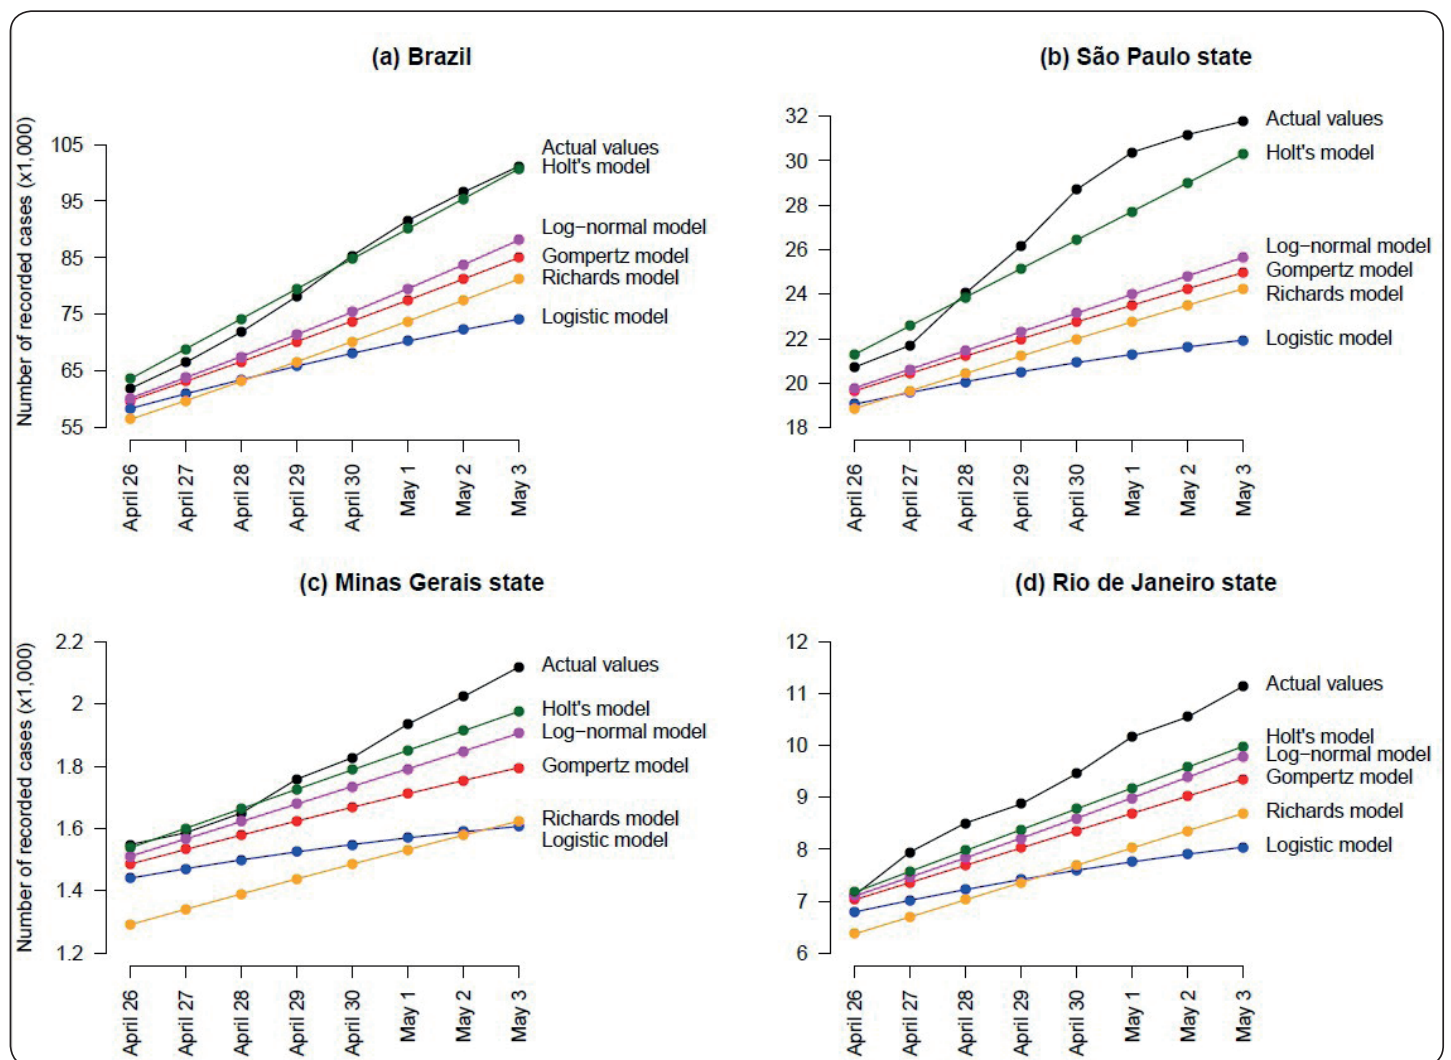 (a) Brazil
Number of recorded cases (x1,000)
105
95
85
75
65
55
Actual values
Holt's model
Log−normal model
Gompertz model
Richards model
Logistic model
April 26
April 27
April 28
April 29
April 30
May 1
May 2
May 3
(b) São Paulo state
32
30
28
26
24
22
20
18
Actual values
Holt's model
Log−normal model
Gompertz model
Richards model
Logistic model
April 26
April 27
April 28
April 29
April 30
May 1
May 2
May 3
(c) Minas Gerais state
Number of recorded cases (x1,000)
2.2
2
1.8
1.6
1.4
1.2
Actual values
Holt's model
Log−normal model
Gompertz model
Richards model
Logistic model
April 26
April 27
April 28
April 29
April 30
May 1
May 2
May 3
(d) Rio de Janeiro state
12
11
10
9
8
7
6
Actual values
Holt's model
Log−normal model
Gompertz model
Richards model
Logistic model
April 26
April 27
April 28
April 29
April 30
May 1
May 2
May 3